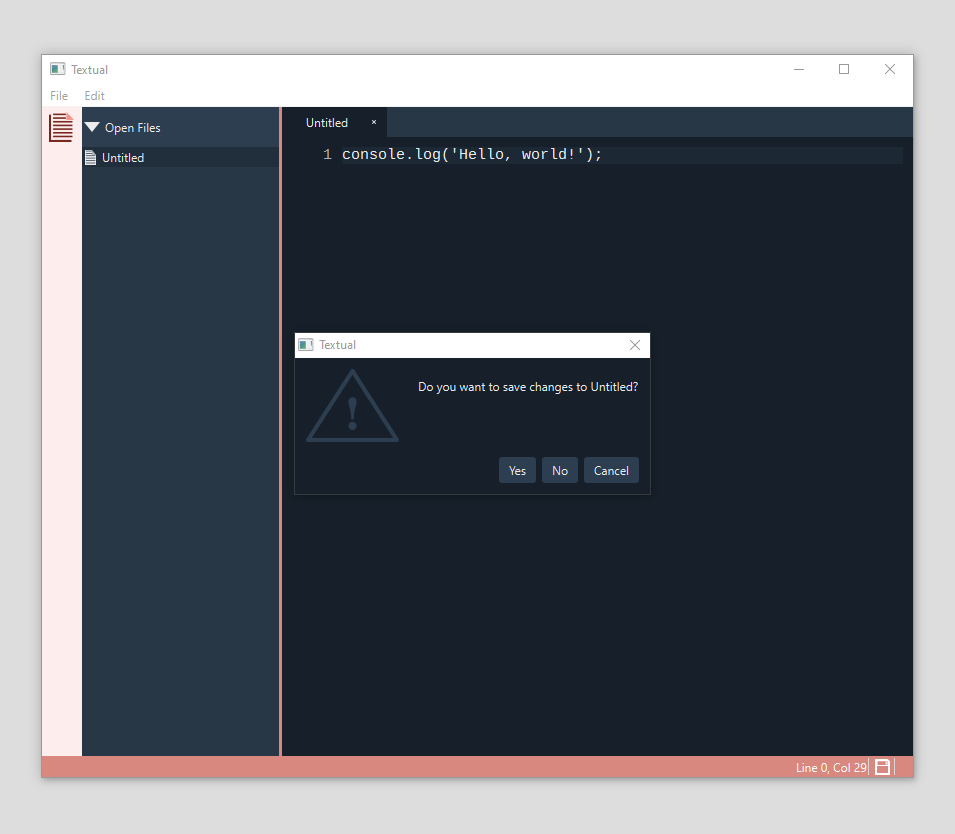 Textual
File Edit
Open Files
Untitled
Untitled ×
1 console.log('Hello, world!');
Textual
Do you want to save changes to Untitled?
Yes No Cancel
Line 0, Col 29